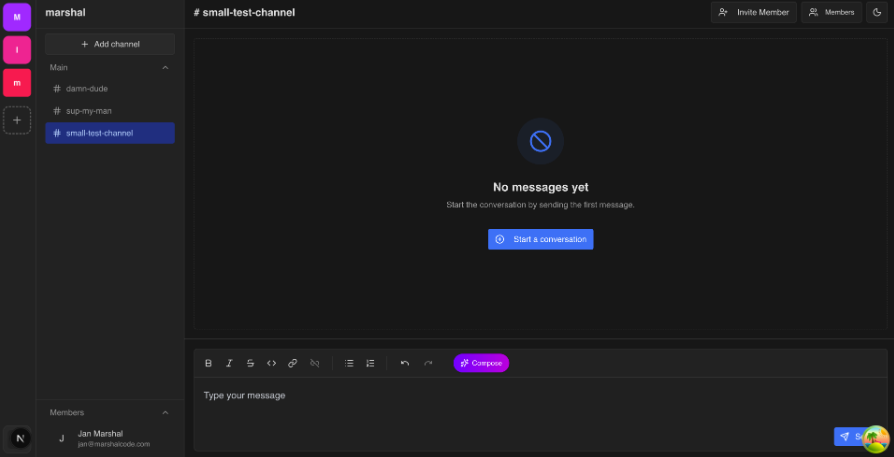 M
marshal
# small-test-channel
Invite Member
Members
Add channel
I
Main
m
# damn-dude
# sup-my-man
# small-test-channel
No messages yet
Start the conversation by sending the first message.
Start a conversation
B I S
Compose
Type your message
Members
J
Jan Marshal
jan@marshalcode.com
N